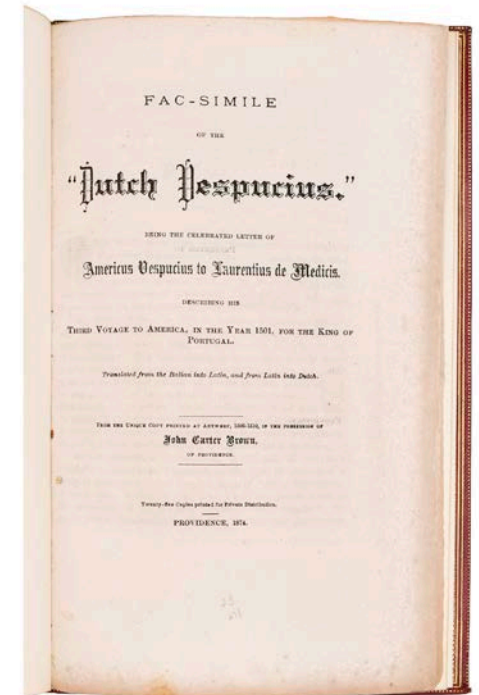 FAC-SIMILE
OF THE
"Dutch Vespucius."
BEING THE CELEBRATED LETTER OF
Americus Vespucius to Laurentius de Medicis.
DESCRIBING HIS
THIRD VOYAGE TO AMERICA, IN THE YEAR 1501, FOR THE KING OF
PORTUGAL.
Translated from the Italian into Latin, and from Latin into Dutch.
FROM THE UNIQUE COPY PRINTED AT ANTWERP, IN THE POSSESSION OF
John Carter Brown,
OF PROVIDENCE.
Twenty-five Copies printed for Private Distribution.
PROVIDENCE, 1874.